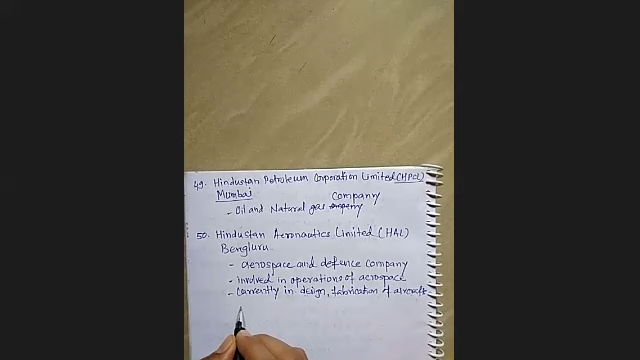 49. Hindustan Petroleum Corporation Limited (HPCL)
Mumbai
Company
- Oil and Natural gas
50. Hindustan Aeronautics Limited (HAL)
Bengluru
- aerospace and defence company
- involved in operations of aerospace
- Currently in design, fabrication of aircraft